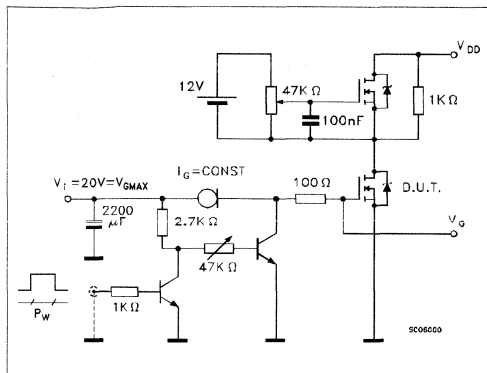 V_DD
12V
47KΩ
1KΩ
100nF
I_G=CONST
V_i=20V=V_GMAX
100Ω
D.U.T.
2200
μF
2.7KΩ
V_G
47KΩ
1KΩ
P_W
SC06000